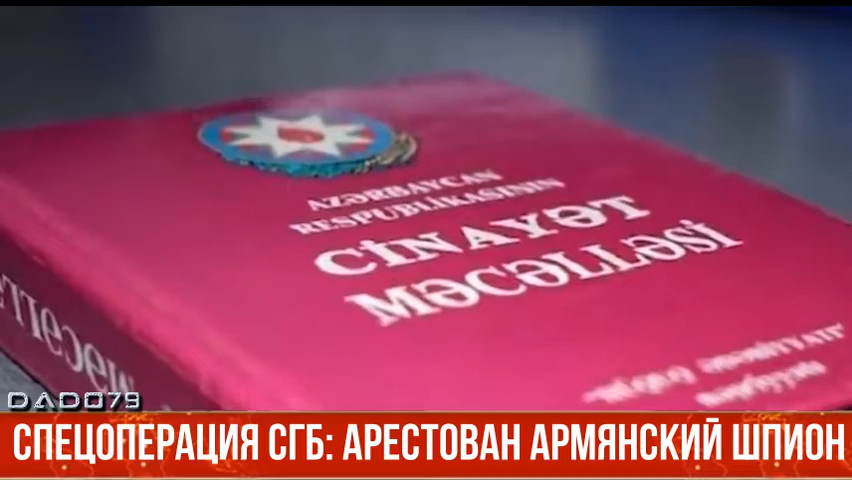 AZƏRBAYCAN
RESPUBLİKASININ
CİNAYƏT
MƏCƏLLƏSİ
DADO79
СПЕЦОПЕРАЦИЯ СГБ: АРЕСТОВАН АРМЯНСКИЙ ШПИОН